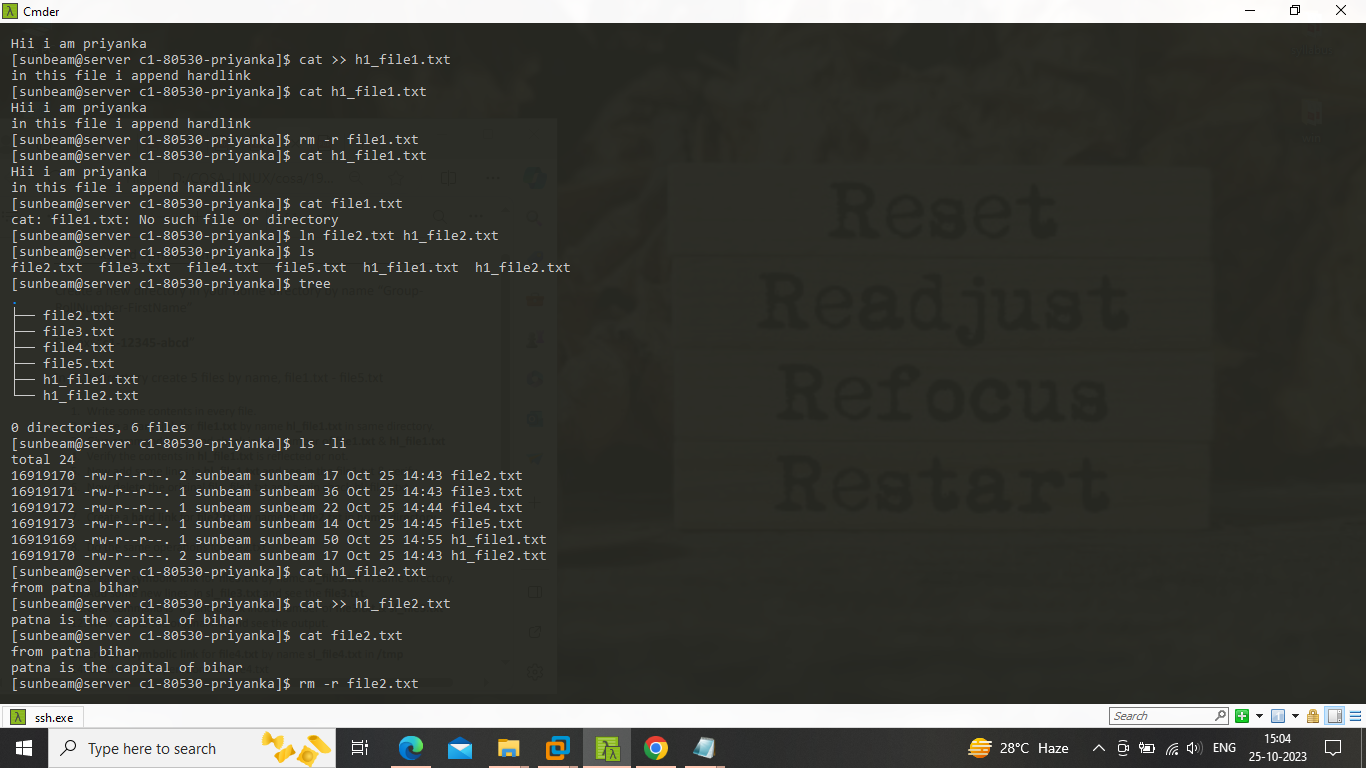 Cmder
Hii i am priyanka
[sunbeam@server c1-80530-priyanka]$ cat >> h1_file1.txt
in this file i append hardlink
[sunbeam@server c1-80530-priyanka]$ cat h1_file1.txt
Hii i am priyanka
in this file i append hardlink
[sunbeam@server c1-80530-priyanka]$ rm -r file1.txt
[sunbeam@server c1-80530-priyanka]$ cat h1_file1.txt
Hii i am priyanka
in this file i append hardlink
[sunbeam@server c1-80530-priyanka]$ cat file1.txt
cat: file1.txt: No such file or directory
[sunbeam@server c1-80530-priyanka]$ ln file2.txt h1_file2.txt
[sunbeam@server c1-80530-priyanka]$ ls
file2.txt  file3.txt  file4.txt  file5.txt  h1_file1.txt  h1_file2.txt
[sunbeam@server c1-80530-priyanka]$ tree
.
├── file2.txt
├── file3.txt
├── file4.txt
├── file5.txt
├── h1_file1.txt
└── h1_file2.txt
0 directories, 6 files
[sunbeam@server c1-80530-priyanka]$ ls -li
total 24
16919170 -rw-r--r--. 2 sunbeam sunbeam 17 Oct 25 14:43 file2.txt
16919171 -rw-r--r--. 1 sunbeam sunbeam 36 Oct 25 14:43 file3.txt
16919172 -rw-r--r--. 1 sunbeam sunbeam 22 Oct 25 14:44 file4.txt
16919173 -rw-r--r--. 1 sunbeam sunbeam 14 Oct 25 14:45 file5.txt
16919169 -rw-r--r--. 1 sunbeam sunbeam 50 Oct 25 14:55 h1_file1.txt
16919170 -rw-r--r--. 2 sunbeam sunbeam 17 Oct 25 14:43 h1_file2.txt
[sunbeam@server c1-80530-priyanka]$ cat h1_file2.txt
from patna bihar
[sunbeam@server c1-80530-priyanka]$ cat >> h1_file2.txt
patna is the capital of bihar
[sunbeam@server c1-80530-priyanka]$ cat file2.txt
from patna bihar
patna is the capital of bihar
[sunbeam@server c1-80530-priyanka]$ rm -r file2.txt
Reset
Readjust
Refocus
Restart
ssh.exe
Search
Type here to search
28°C Haze
ENG
15:04
25-10-2023